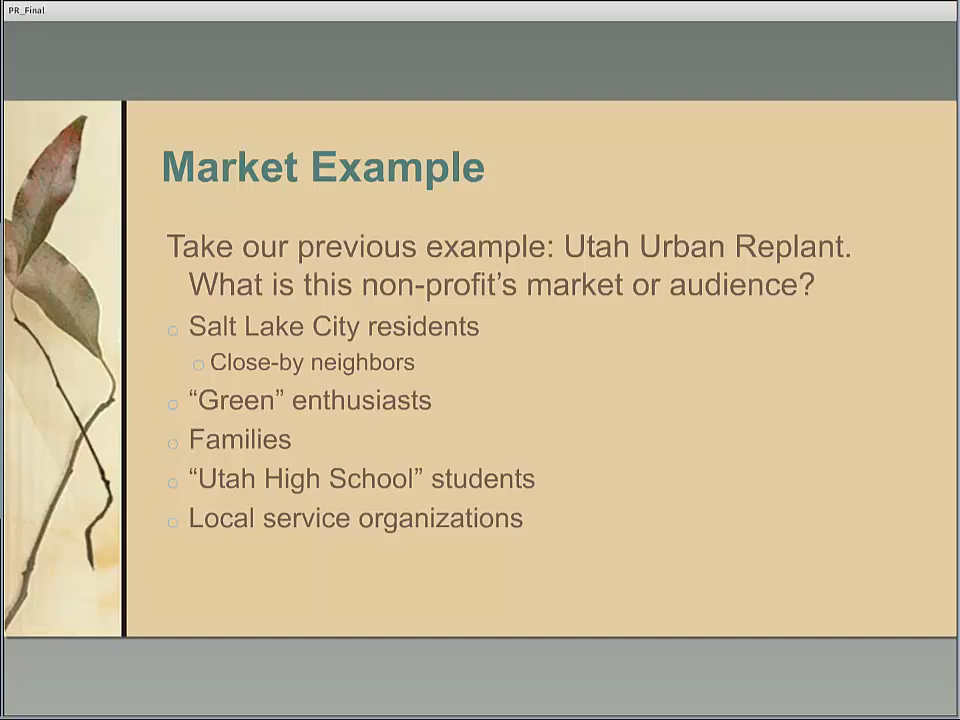 PR_Final
Market Example
Take our previous example: Utah Urban Replant.
What is this non-profit’s market or audience?
Salt Lake City residents
Close-by neighbors
“Green” enthusiasts
Families
“Utah High School” students
Local service organizations